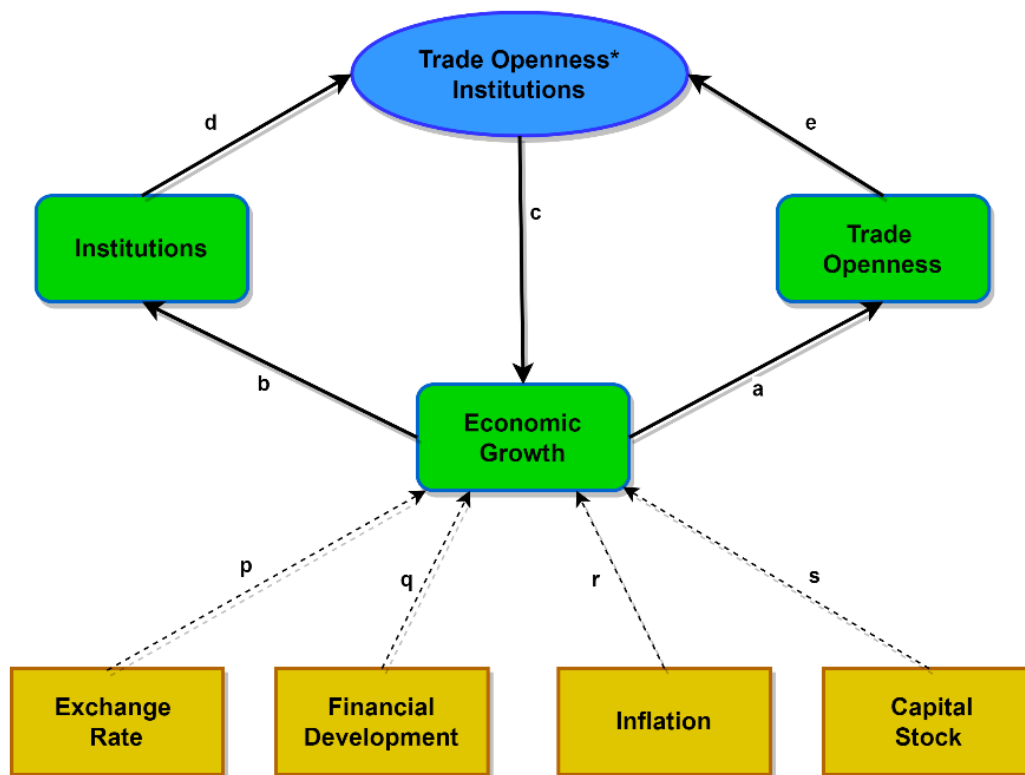 Trade Openness*
Institutions
d
e
c
Institutions
Trade
Openness
b
a
Economic
Growth
p
q
r
s
Exchange
Rate
Financial
Development
Inflation
Capital
Stock